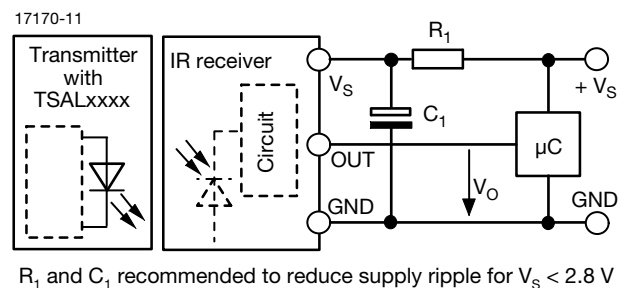 17170-11
Transmitter
with
TSALxxxx
IR receiver
Circuit
VS
OUT
GND
R1
C1
VO
µC
+ VS
GND
R1 and C1 recommended to reduce supply ripple for VS < 2.8 V